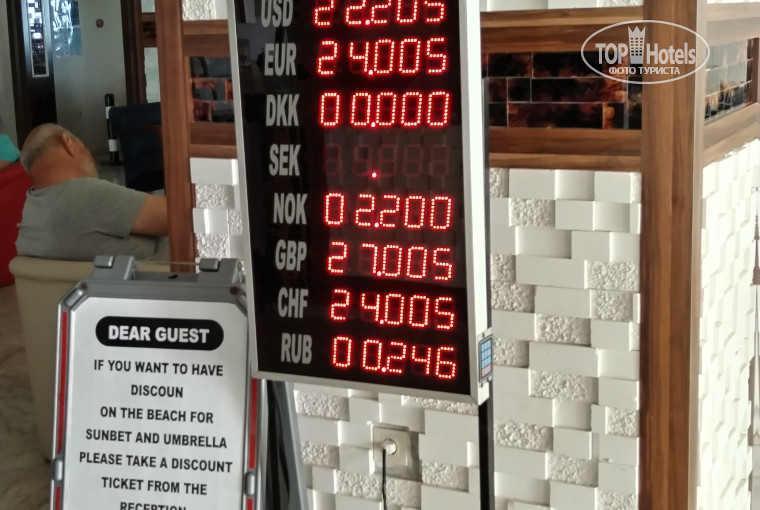 USD 22.205
EUR 24.005
DKK 00.000
SEK .
NOK 02.200
GBP 27.005
CHF 24.005
RUB 00.246
DEAR GUEST
IF YOU WANT TO HAVE
DISCOUN
ON THE BEACH FOR
SUNBET AND UMBRELLA
PLEASE TAKE A DISCOUNT
TICKET FROM THE
RECEPTION
TOP Hotels
ФОТО ТУРИСТА